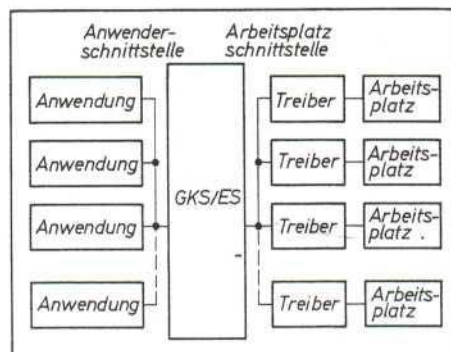 Anwender-
schnittstelle
Arbeitsplatz
schnittstelle
Anwendung
Anwendung
Anwendung
Anwendung
GKS/ES
Treiber
Arbeits-
platz
Treiber
Arbeits-
platz
Treiber
Arbeits-
platz .
Treiber
Arbeits-
platz